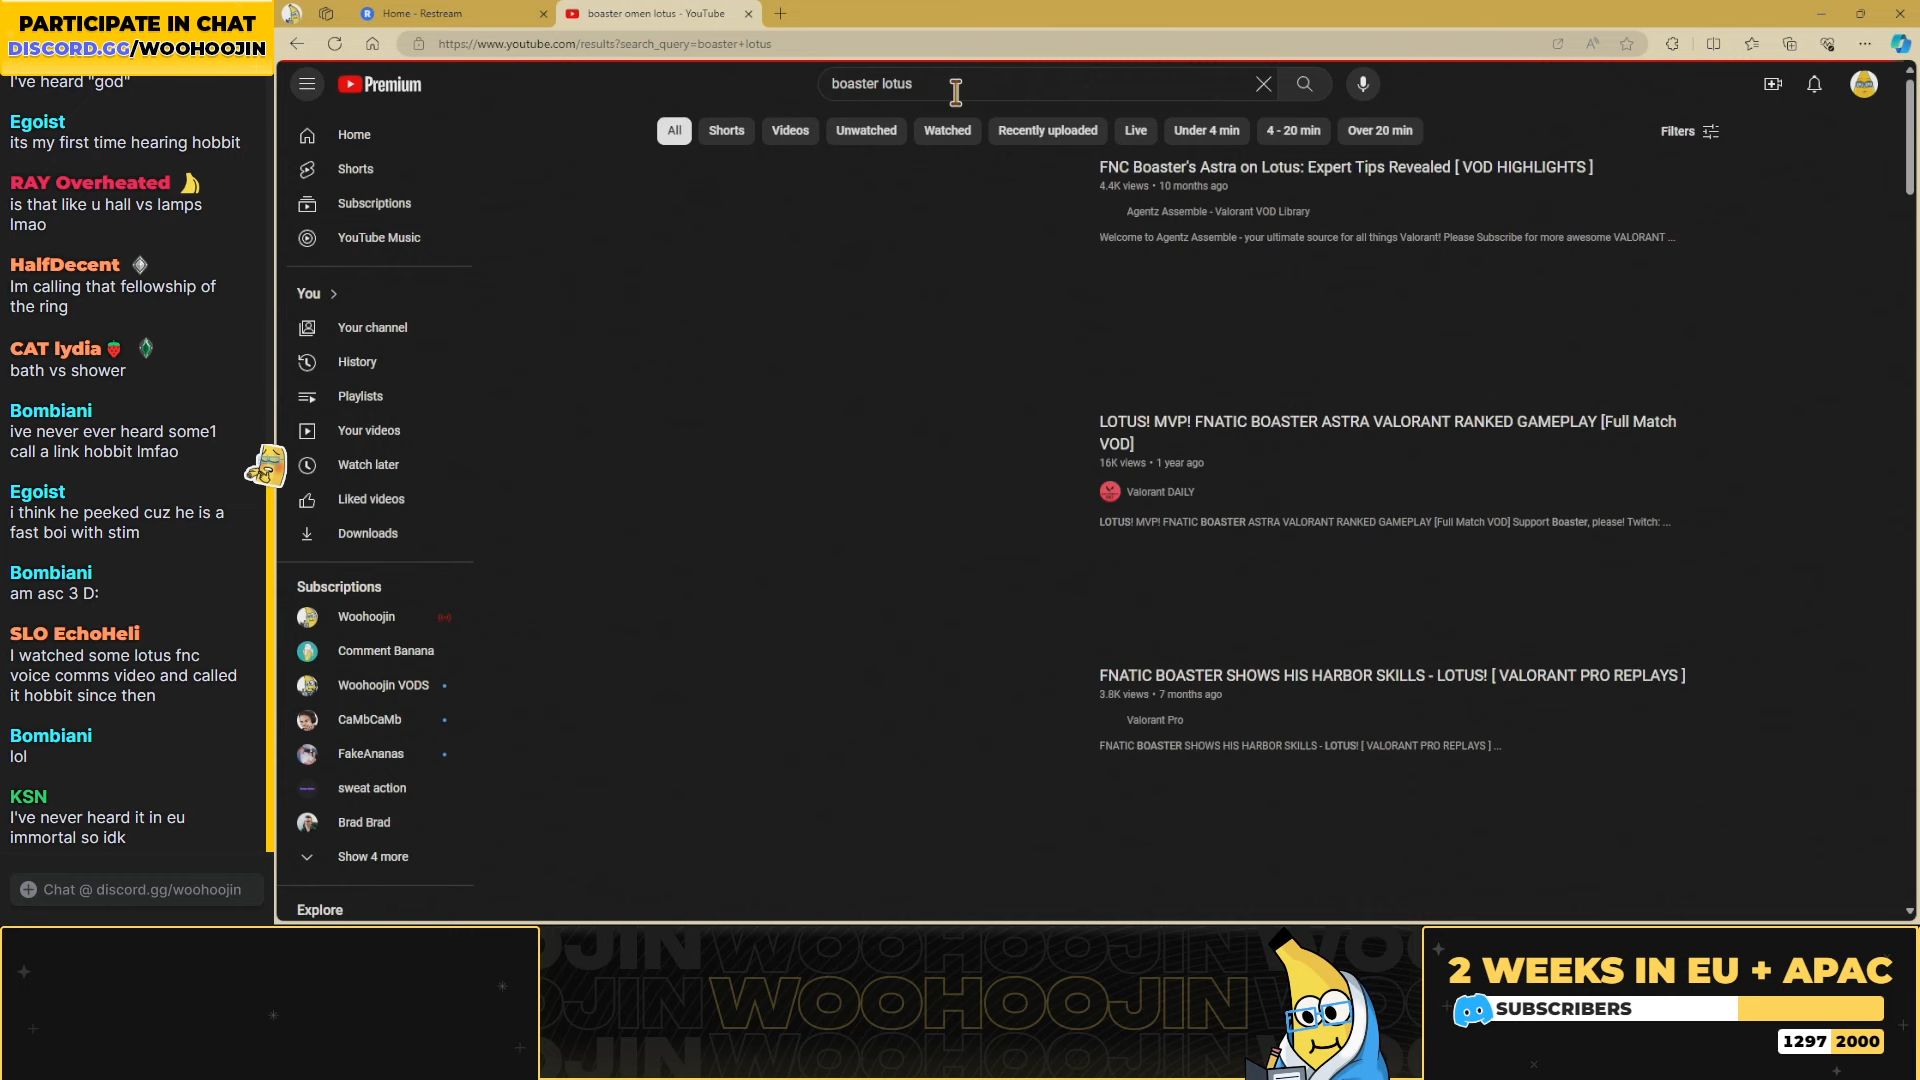 PARTICIPATE IN CHAT
DISCORD.GG/WOOHOOJIN
I've heard "god"
Egoist
its my first time hearing hobbit
RAY Overheated
is that like u hall vs lamps
lmao
HalfDecent
Im calling that fellowship of
the ring
CAT lydia
bath vs shower
Bombiani
ive never ever heard some1
call a link hobbit lmfao
Egoist
i think he peeked cuz he is a
fast boi with stim
Bombiani
am asc 3 D:
SLO EchoHeli
I watched some lotus fnc
voice comms video and called
it hobbit since then
Bombiani
lol
KSN
I've never heard it in eu
immortal so idk
Chat @ discord.gg/woohoojin
Home - Restream
boaster omen lotus - YouTube
https://www.youtube.com/results?search_query=boaster+lotus
Premium
boaster lotus
Home
Shorts
Subscriptions
YouTube Music
You
Your channel
History
Playlists
Your videos
Watch later
Liked videos
Downloads
Subscriptions
Woohoojin
Comment Banana
Woohoojin VODS
CaMbCaMb
FakeAnanas
sweat action
Brad Brad
Show 4 more
Explore
All
Shorts
Videos
Unwatched
Watched
Recently uploaded
Live
Under 4 min
4 - 20 min
Over 20 min
Filters
FNC Boaster's Astra on Lotus: Expert Tips Revealed [ VOD HIGHLIGHTS ]
4.4K views • 10 months ago
Agentz Assemble - Valorant VOD Library
Welcome to Agentz Assemble - your ultimate source for all things Valorant! Please Subscribe for more awesome VALORANT ...
LOTUS! MVP! FNATIC BOASTER ASTRA VALORANT RANKED GAMEPLAY [Full Match
VOD]
16K views • 1 year ago
Valorant DAILY
LOTUS! MVP! FNATIC BOASTER ASTRA VALORANT RANKED GAMEPLAY [Full Match VOD] Support Boaster, please! Twitch: ...
FNATIC BOASTER SHOWS HIS HARBOR SKILLS - LOTUS! [ VALORANT PRO REPLAYS ]
3.8K views • 7 months ago
Valorant Pro
FNATIC BOASTER SHOWS HIS HARBOR SKILLS - LOTUS! [ VALORANT PRO REPLAYS ] ...
OJIN WOOHOOJIN WOO
OJIN WOOHOOJIN WOO
OJIN WOOHOOJIN
2 WEEKS IN EU + APAC
SUBSCRIBERS
1297 2000